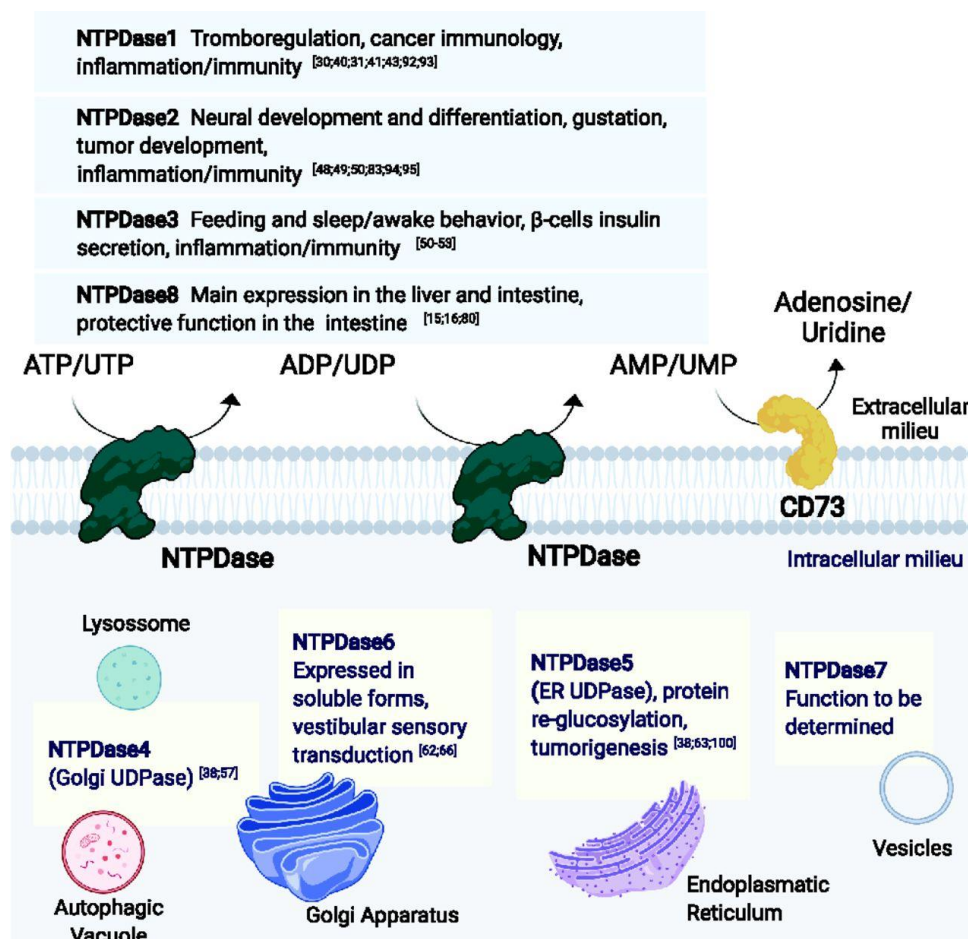 NTPDase1 Tromboregulation, cancer immunology,
inflammation/immunity [30;40;31;41;43;92;93]
NTPDase2 Neural development and differentiation, gustation,
tumor development,
inflammation/immunity [48;49;50;83;94;95]
NTPDase3 Feeding and sleep/awake behavior, β-cells insulin
secretion, inflammation/immunity [50-53]
NTPDase8 Main expression in the liver and intestine,
protective function in the intestine [15;16;80]
Adenosine/
Uridine
ATP/UTP
ADP/UDP
AMP/UMP
Extracellular
milieu
CD73
NTPDase
NTPDase
Intracellular milieu
Lysossome
NTPDase4
(Golgi UDPase) [38;57]
Autophagic
Vacuole
NTPDase6
Expressed in
soluble forms,
vestibular sensory
transduction [62;66]
Golgi Apparatus
NTPDase5
(ER UDPase), protein
re-glucosylation,
tumorigenesis [38;63;100]
Endoplasmatic
Reticulum
NTPDase7
Function to be
determined
Vesicles